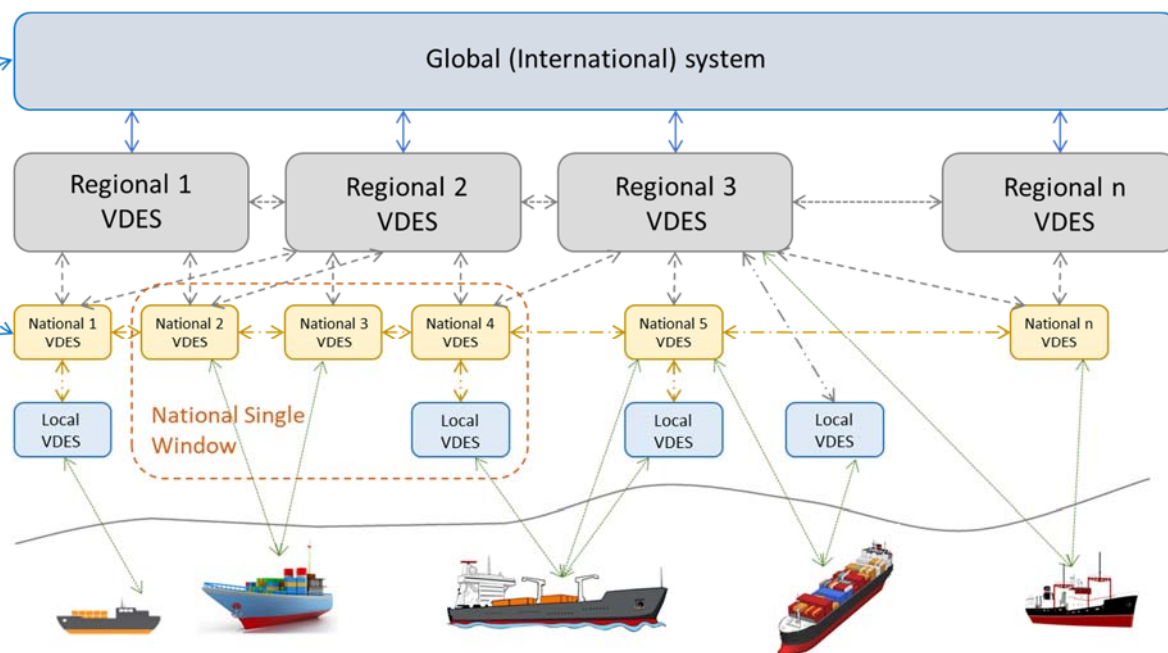 Global (International) system
Regional 1
VDES
Regional 2
VDES
Regional 3
VDES
Regional n
VDES
National 1
VDES
National 2
VDES
National 3
VDES
National 4
VDES
National 5
VDES
National n
VDES
Local
VDES
National Single
Window
Local
VDES
Local
VDES
Local
VDES